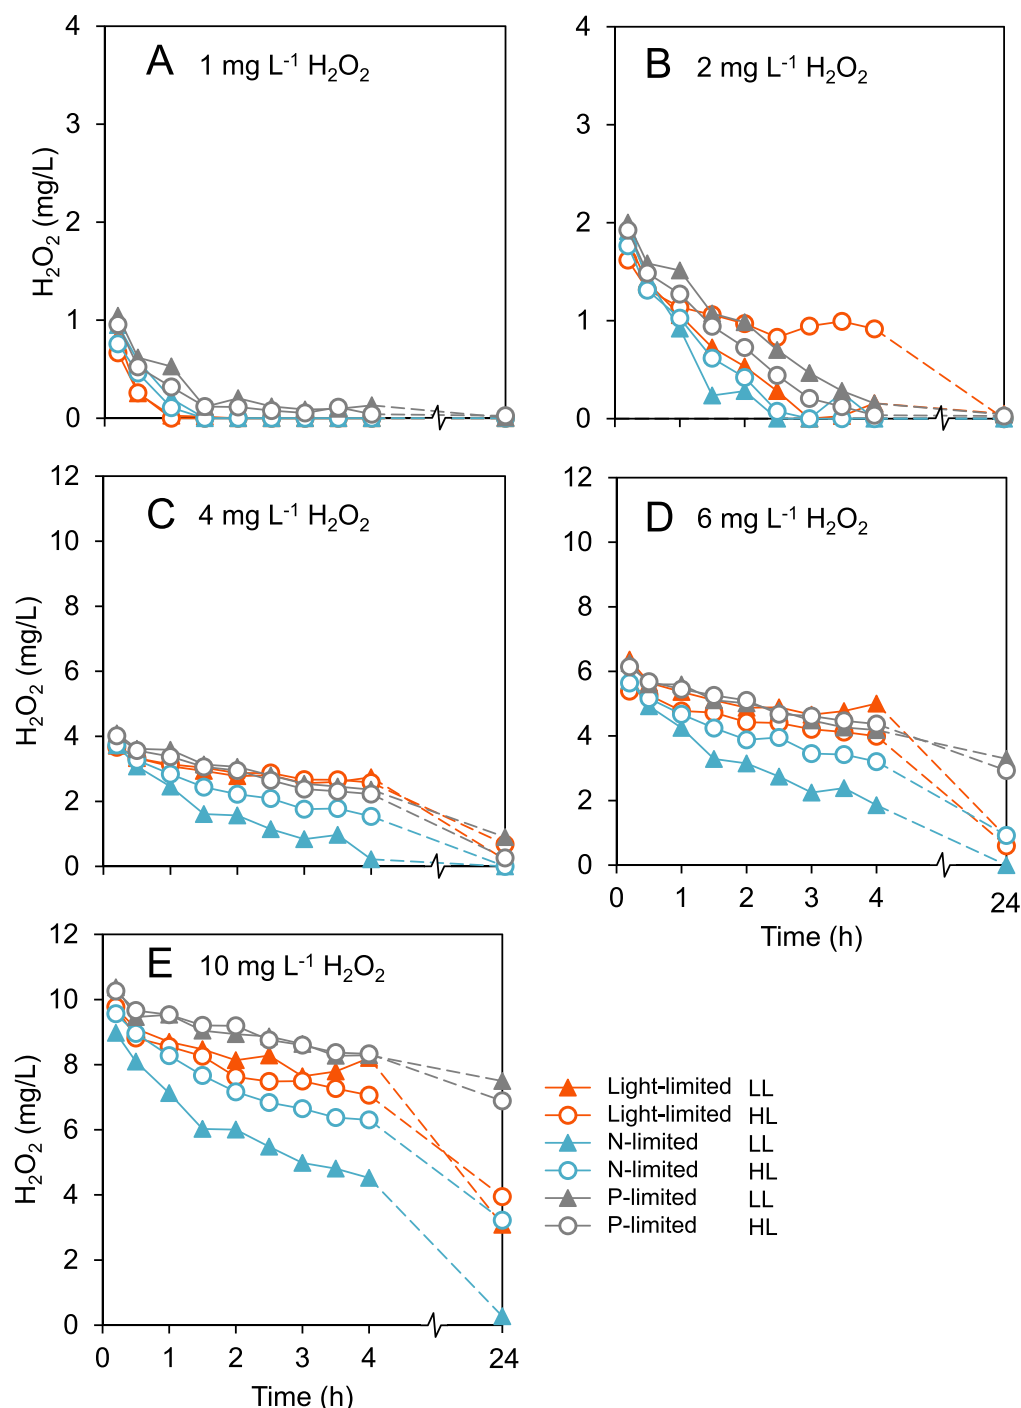 A 1 mg L⁻¹ H₂O₂
4
3
2
1
0
H₂O₂ (mg/L)
B 2 mg L⁻¹ H₂O₂
4
3
2
1
0
C 4 mg L⁻¹ H₂O₂
12
10
8
6
4
2
0
H₂O₂ (mg/L)
D 6 mg L⁻¹ H₂O₂
12
10
8
6
4
2
0
0 1 2 3 4 24
Time (h)
E 10 mg L⁻¹ H₂O₂
12
10
8
6
4
2
0
H₂O₂ (mg/L)
0 1 2 3 4 24
Time (h)
Light-limited LL
Light-limited HL
N-limited LL
N-limited HL
P-limited LL
P-limited HL